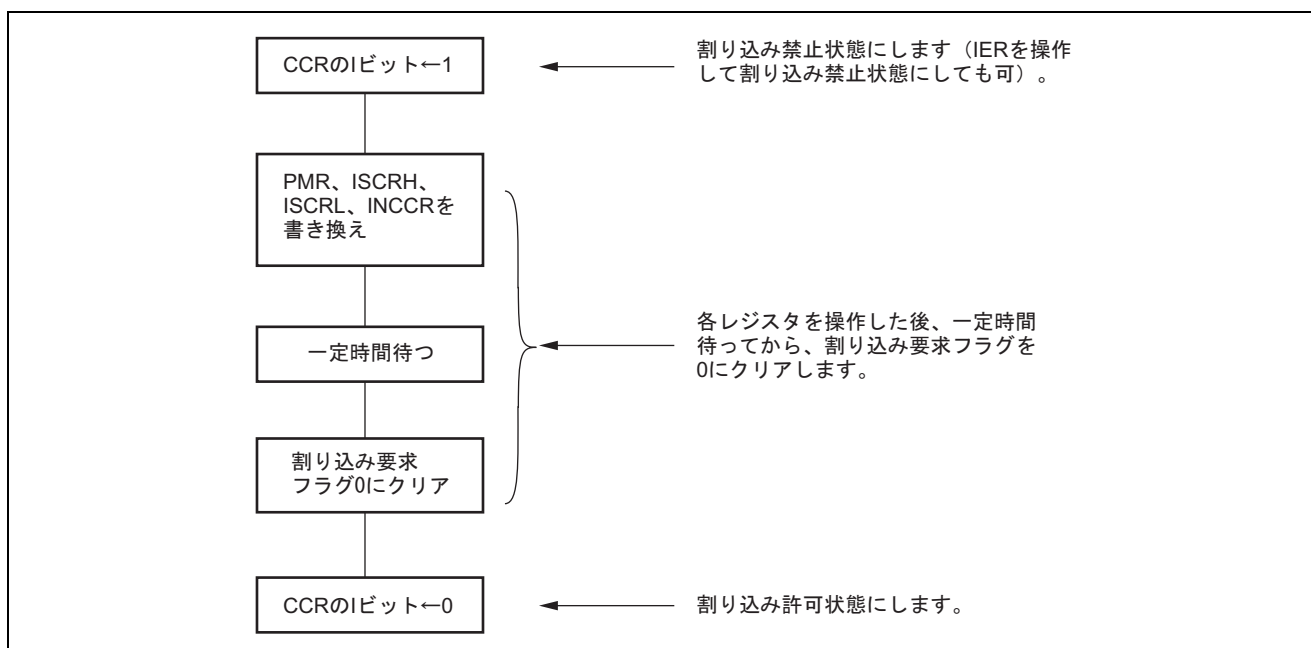 CCRのIビット←1
割り込み禁止状態にします（IERを操作
して割り込み禁止状態にしても可）。
PMR、ISCRH、
ISCRL、INCCRを
書き換え
一定時間待つ
各レジスタを操作した後、一定時間
待ってから、割り込み要求フラグを
0にクリアします。
割り込み要求
フラグ0にクリア
CCRのIビット←0
割り込み許可状態にします。